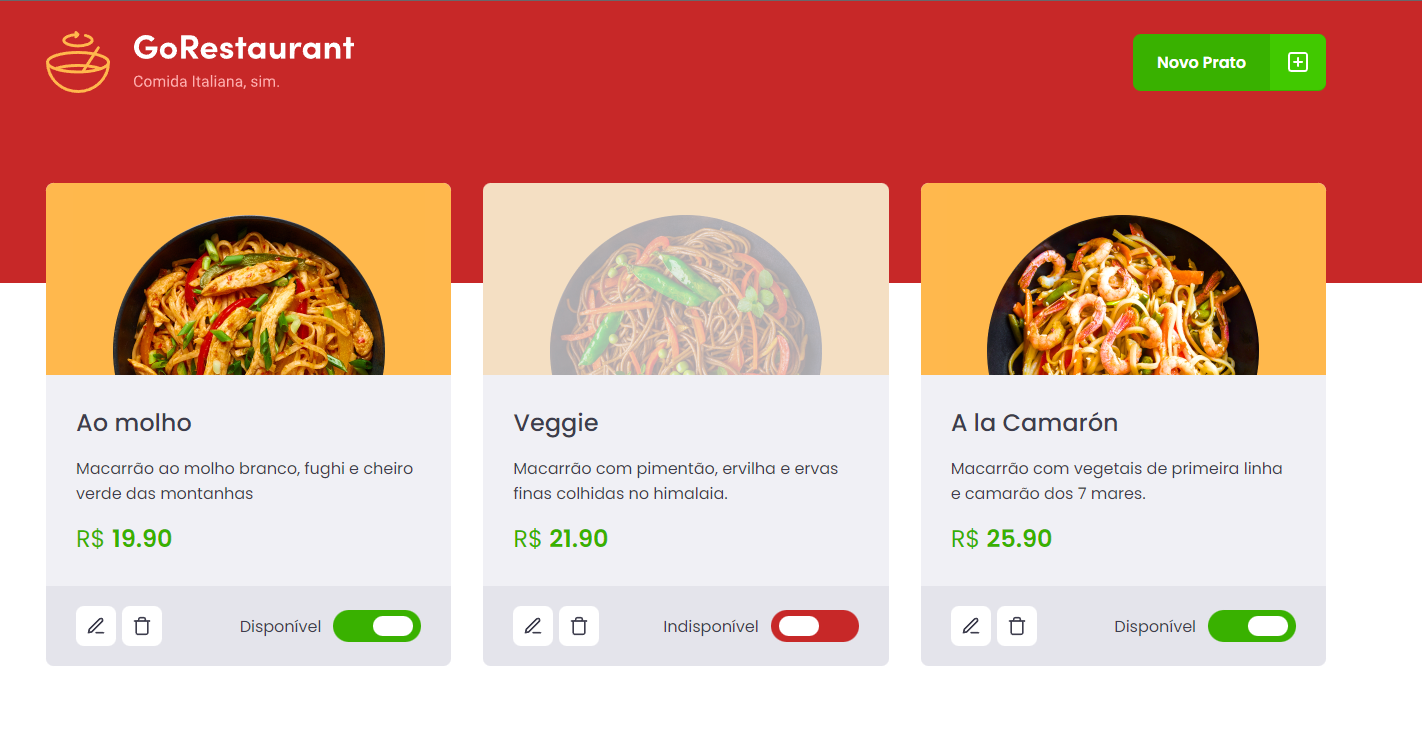 GoRestaurant
Comida Italiana, sim.
Novo Prato
Ao molho
Macarrão ao molho branco, fughi e cheiro
verde das montanhas
R$ 19.90
Disponível
Veggie
Macarrão com pimentão, ervilha e ervas
finas colhidas no himalaia.
R$ 21.90
Indisponível
A la Camarón
Macarrão com vegetais de primeira linha
e camarão dos 7 mares.
R$ 25.90
Disponível